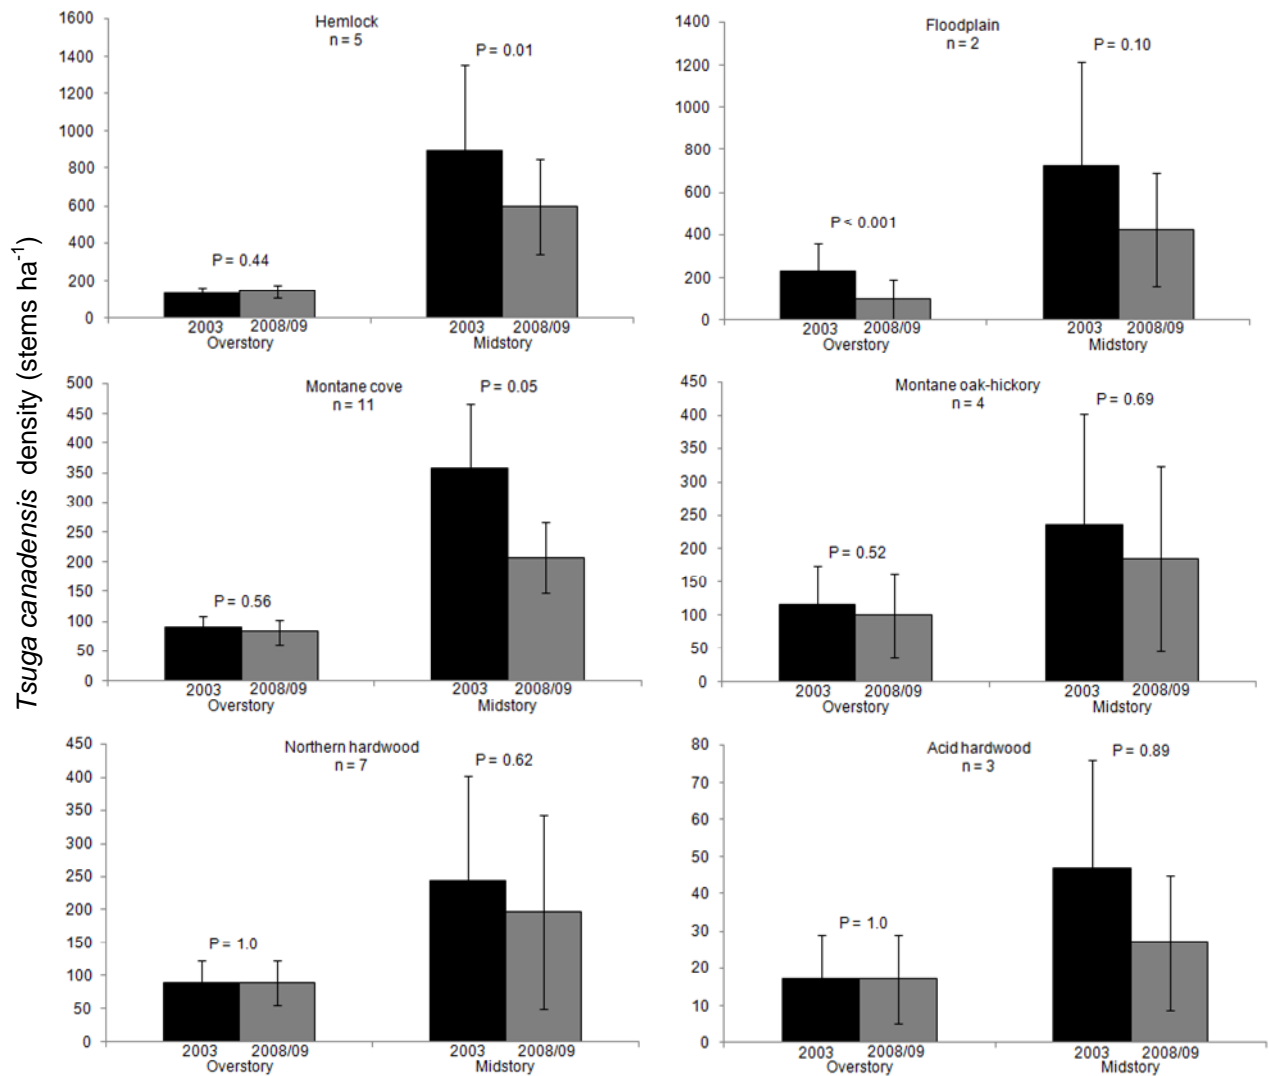 Tsuga canadensis density (stems ha-1)
Hemlock
n = 5
1600
1400
1200
1000
800
600
400
200
0
P = 0.44
P = 0.01
2003 2008/09 2003 2008/09
Overstory Midstory
Floodplain
n = 2
1400
1200
1000
800
600
400
200
0
P < 0.001
P = 0.10
2003 2008/09 2003 2008/09
Overstory Midstory
Montane cove
n = 11
500
450
400
350
300
250
200
150
100
50
0
P = 0.56
P = 0.05
2003 2008/09 2003 2008/09
Overstory Midstory
Montane oak-hickory
n = 4
450
400
350
300
250
200
150
100
50
0
P = 0.52
P = 0.69
2003 2008/09 2003 2008/09
Overstory Midstory
Northern hardwood
n = 7
450
400
350
300
250
200
150
100
50
0
P = 1.0
P = 0.62
2003 2008/09 2003 2008/09
Overstory Midstory
Acid hardwood
n = 3
80
70
60
50
40
30
20
10
0
P = 1.0
P = 0.89
2003 2008/09 2003 2008/09
Overstory Midstory